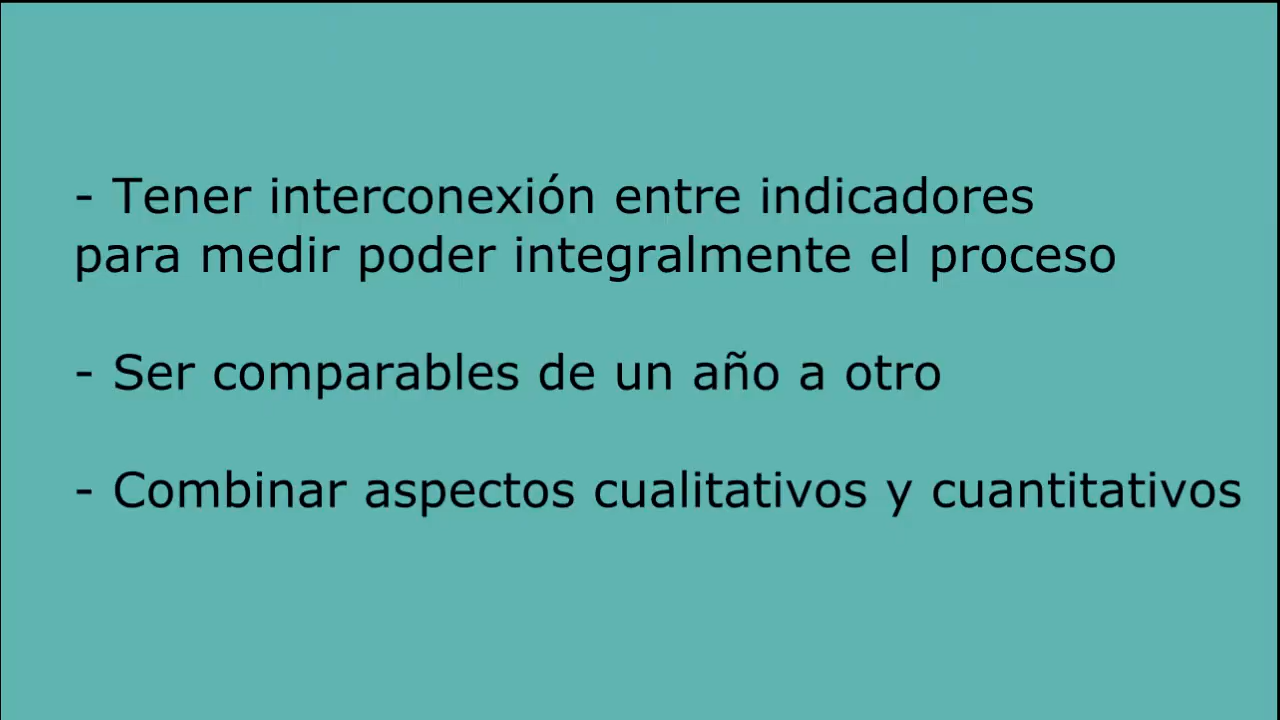 - Tener interconexión entre indicadores
para medir poder integralmente el proceso
- Ser comparables de un año a otro
- Combinar aspectos cualitativos y cuantitativos